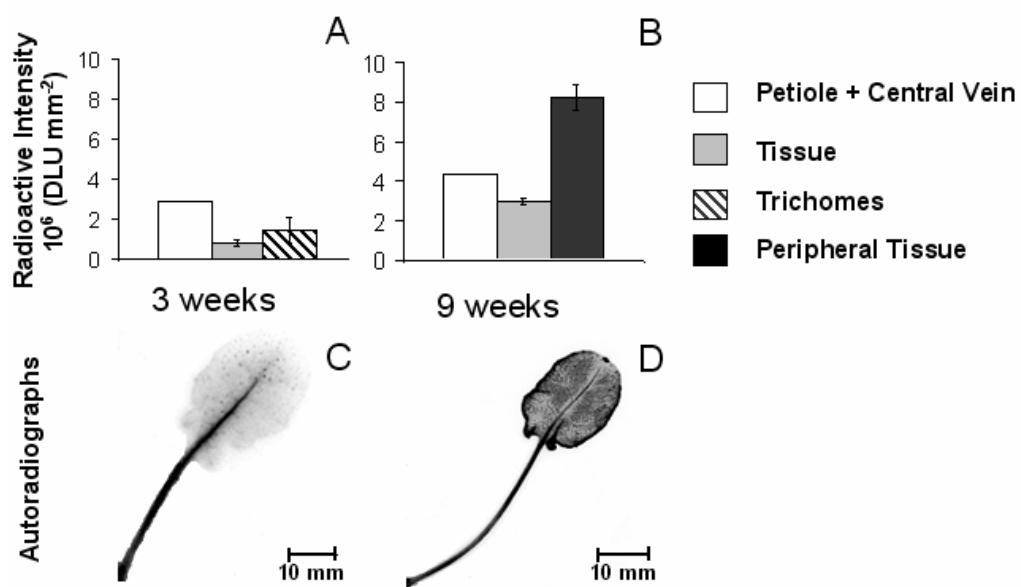 A
B
Radioactive Intensity
10⁶ (DLU mm⁻²)
10
8
6
4
2
0
10
8
6
4
2
0
Petiole + Central Vein
Tissue
Trichomes
Peripheral Tissue
3 weeks
9 weeks
Autoradiographs
C
D
10 mm
10 mm